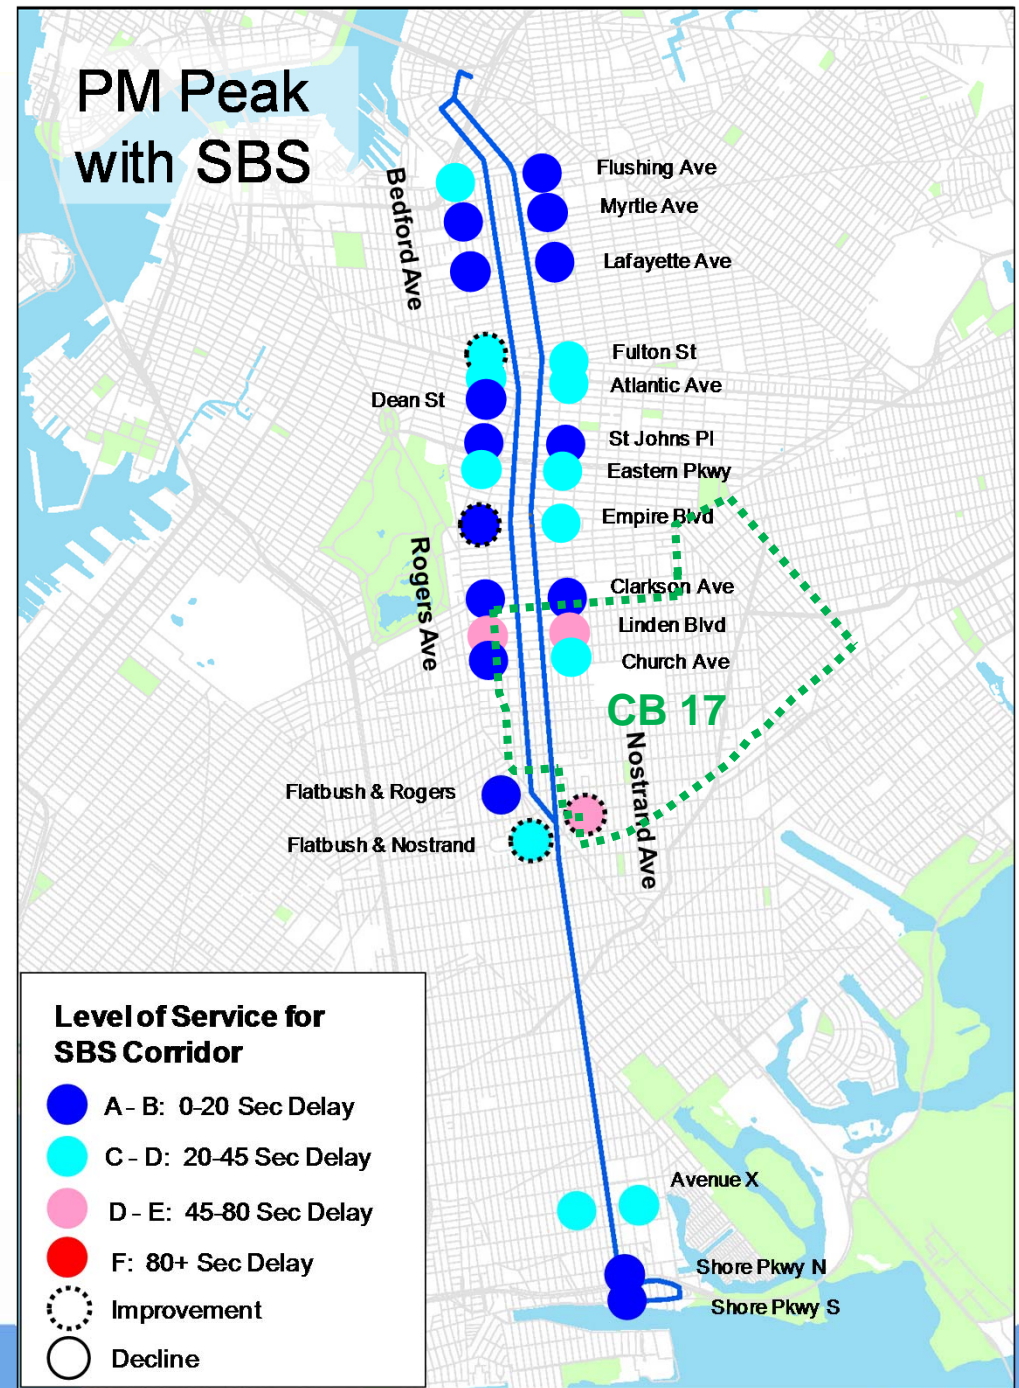 PM Peak
with SBS
Bedford Ave
Flushing Ave
Myrtle Ave
Lafayette Ave
Fulton St
Atlantic Ave
Dean St
St Johns Pl
Eastern Pkwy
Empire Blvd
Rogers Ave
Clarkson Ave
Linden Blvd
Church Ave
CB 17
Nostrand Ave
Flatbush & Rogers
Flatbush & Nostrand
Avenue X
Shore Pkwy N
Shore Pkwy S
Level of Service for
SBS Corridor
A - B: 0-20 Sec Delay
C - D: 20-45 Sec Delay
D - E: 45-80 Sec Delay
F: 80+ Sec Delay
Improvement
Decline